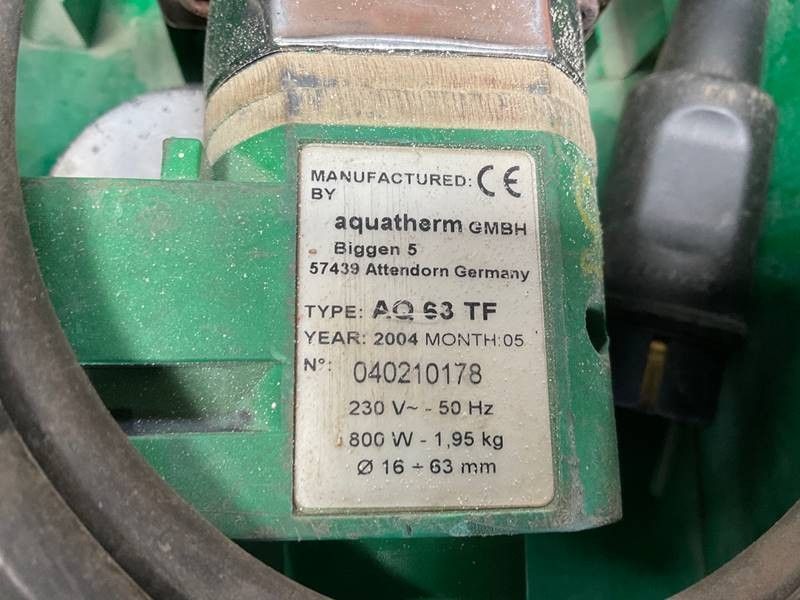 MANUFACTURED: CE
BY
aquatherm GMBH
Biggen 5
57439 Attendorn Germany
TYPE: AQ 63 TF
YEAR: 2004 MONTH:05
N°: 040210178
230 V~ - 50 Hz
800 W - 1,95 kg
Ø 16 ÷ 63 mm